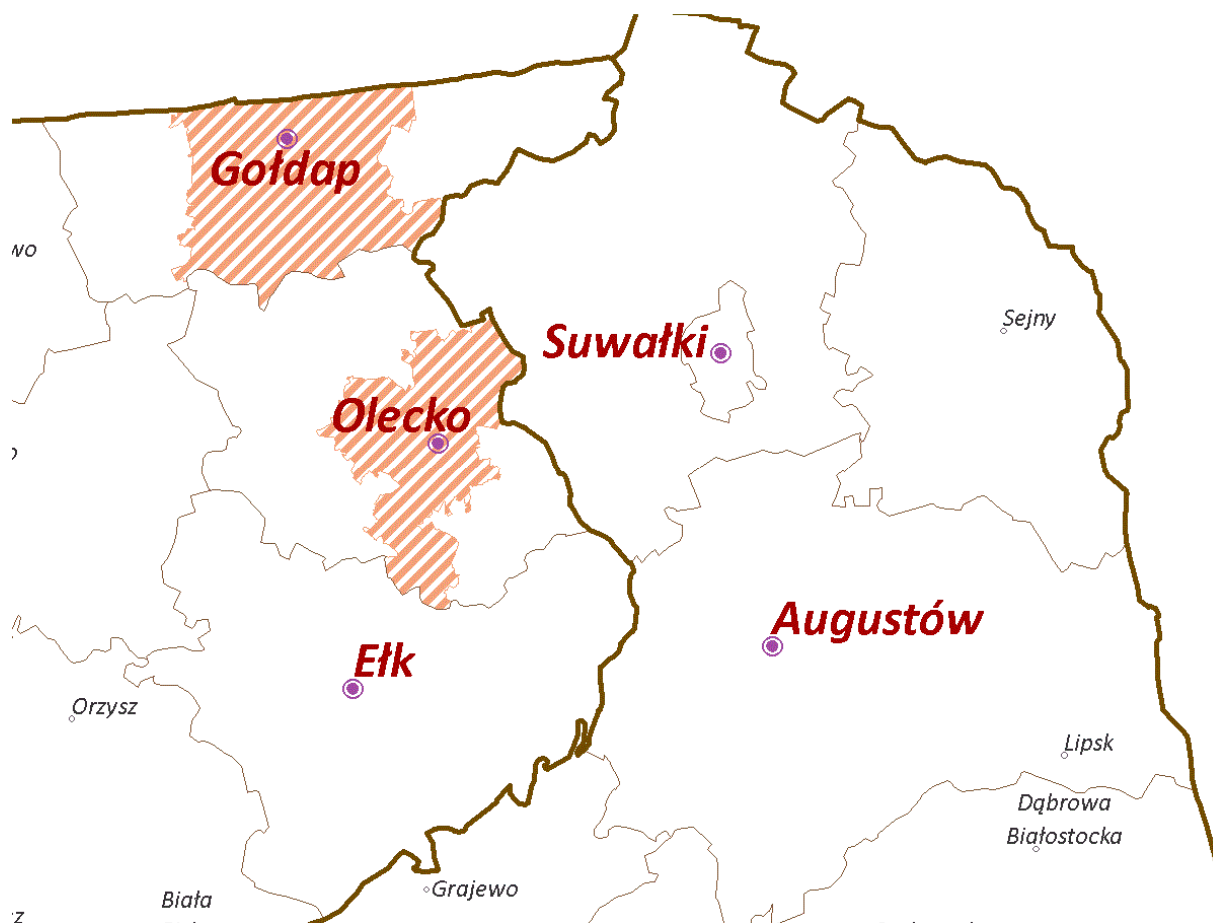 Gołdap
wo
Sejny
Suwałki
Olecko
Augustów
Ełk
Orzysz
Lipsk
Dąbrowa
Białostocka
Grajewo
Biała